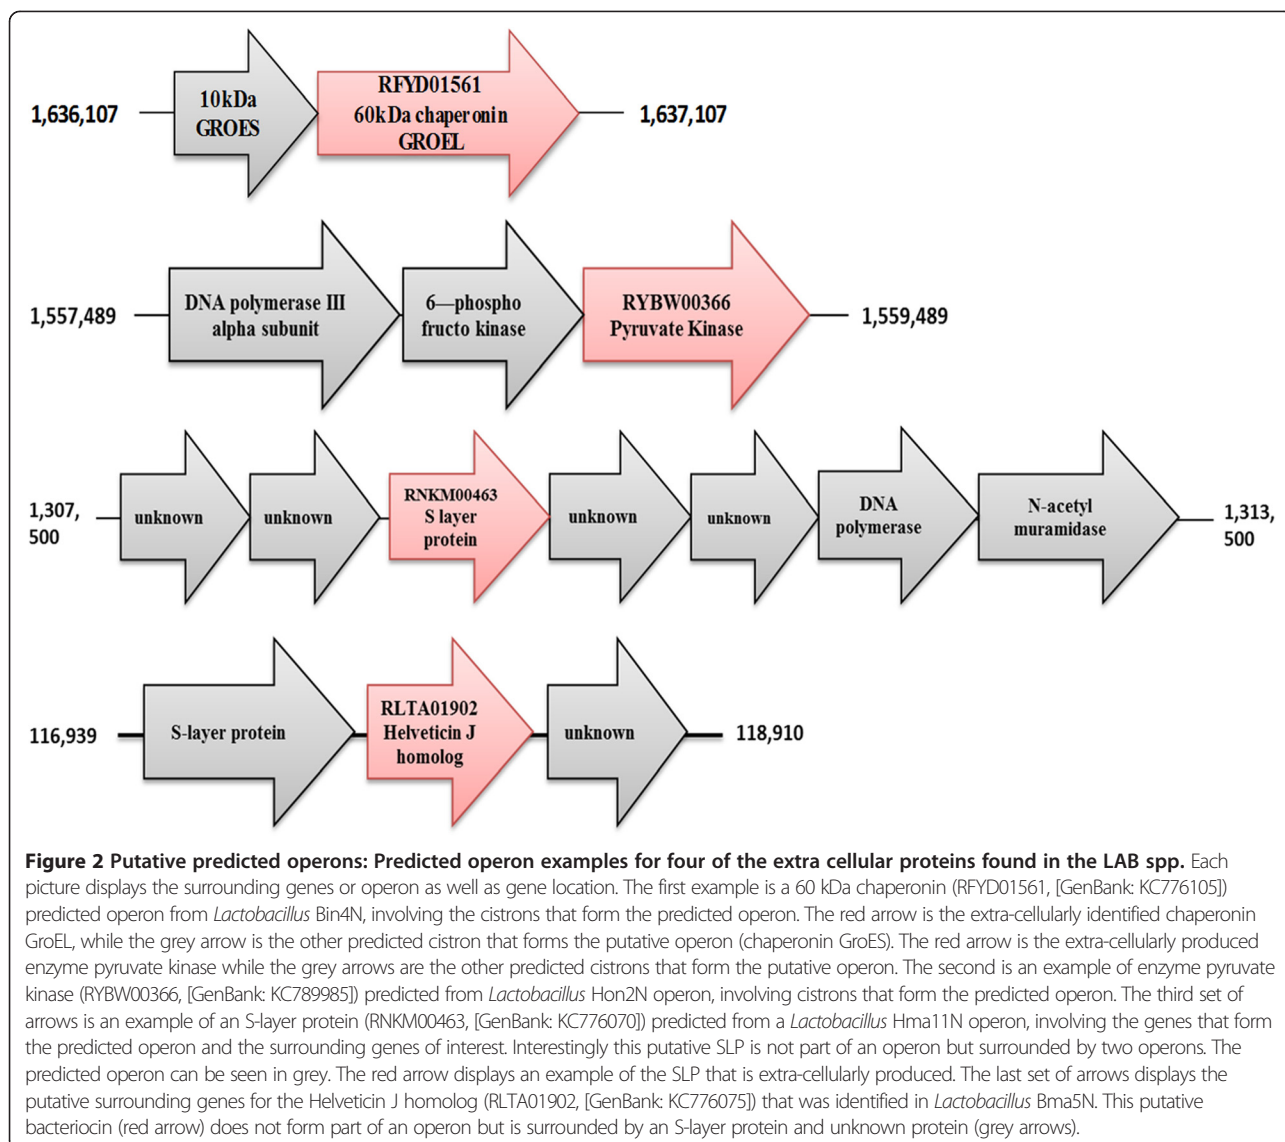 1,636,107
10kDa
GROES
RFYD01561
60kDa chaperonin
GROEL
1,637,107
1,557,489
DNA polymerase III
alpha subunit
6—phospho
fructo kinase
RYBW00366
Pyruvate Kinase
1,559,489
1,307,
500
unknown
unknown
RNKM00463
S layer
protein
unknown
unknown
DNA
polymerase
N-acetyl
muramidase
1,313,
500
116,939
S-layer protein
RLTA01902
Helveticin J
homolog
unknown
118,910
Figure 2 Putative predicted operons: Predicted operon examples for four of the extra cellular proteins found in the LAB spp. Each
picture displays the surrounding genes or operon as well as gene location. The first example is a 60 kDa chaperonin (RFYD01561, [GenBank: KC776105])
predicted operon from Lactobacillus Bin4N, involving the cistrons that form the predicted operon. The red arrow is the extra-cellularly identified chaperonin
GroEL, while the grey arrow is the other predicted cistron that forms the putative operon (chaperonin GroES). The red arrow is the extra-cellularly produced
enzyme pyruvate kinase while the grey arrows are the other predicted cistrons that form the putative operon. The second is an example of enzyme pyruvate
kinase (RYBW00366, [GenBank: KC789985]) predicted from Lactobacillus Hon2N operon, involving cistrons that form the predicted operon. The third set of
arrows is an example of an S-layer protein (RNKM00463, [GenBank: KC776070]) predicted from a Lactobacillus Hma11N operon, involving the genes that form
the predicted operon and the surrounding genes of interest. Interestingly this putative SLP is not part of an operon but surrounded by two operons. The
predicted operon can be seen in grey. The red arrow displays an example of the SLP that is extra-cellularly produced. The last set of arrows displays the
putative surrounding genes for the Helveticin J homolog (RLTA01902, [GenBank: KC776075]) that was identified in Lactobacillus Bma5N. This putative
bacteriocin (red arrow) does not form part of an operon but is surrounded by an S-layer protein and unknown protein (grey arrows).